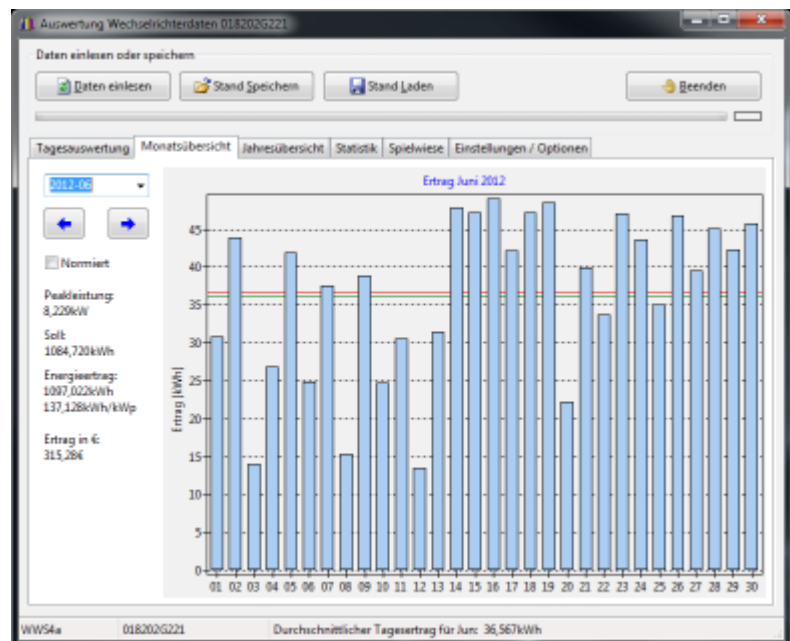 Auswertung Wechselrichterdaten 018202G221
Daten einlesen oder speichern
Daten einlesen Stand Speichern Stand Laden Beenden
Tagesauswertung Monatsübersicht Jahresübersicht Statistik Spielwiese Einstellungen / Optionen
2012-06
Ertrag Juni 2012
Normiert
Peakleistung:
8,229kW
Soll:
1084,720kWh
Energieertrag:
1097,022kWh
137,128kWh/kWp
Ertrag in €:
315,28€
Ertrag [kWh]
45
40
35
30
25
20
15
10
5
0
01 02 03 04 05 06 07 08 09 10 11 12 13 14 15 16 17 18 19 20 21 22 23 24 25 26 27 28 29 30
WWS4a 018202G221 Durchschnittlicher Tagesertrag für Jun: 36,567kWh